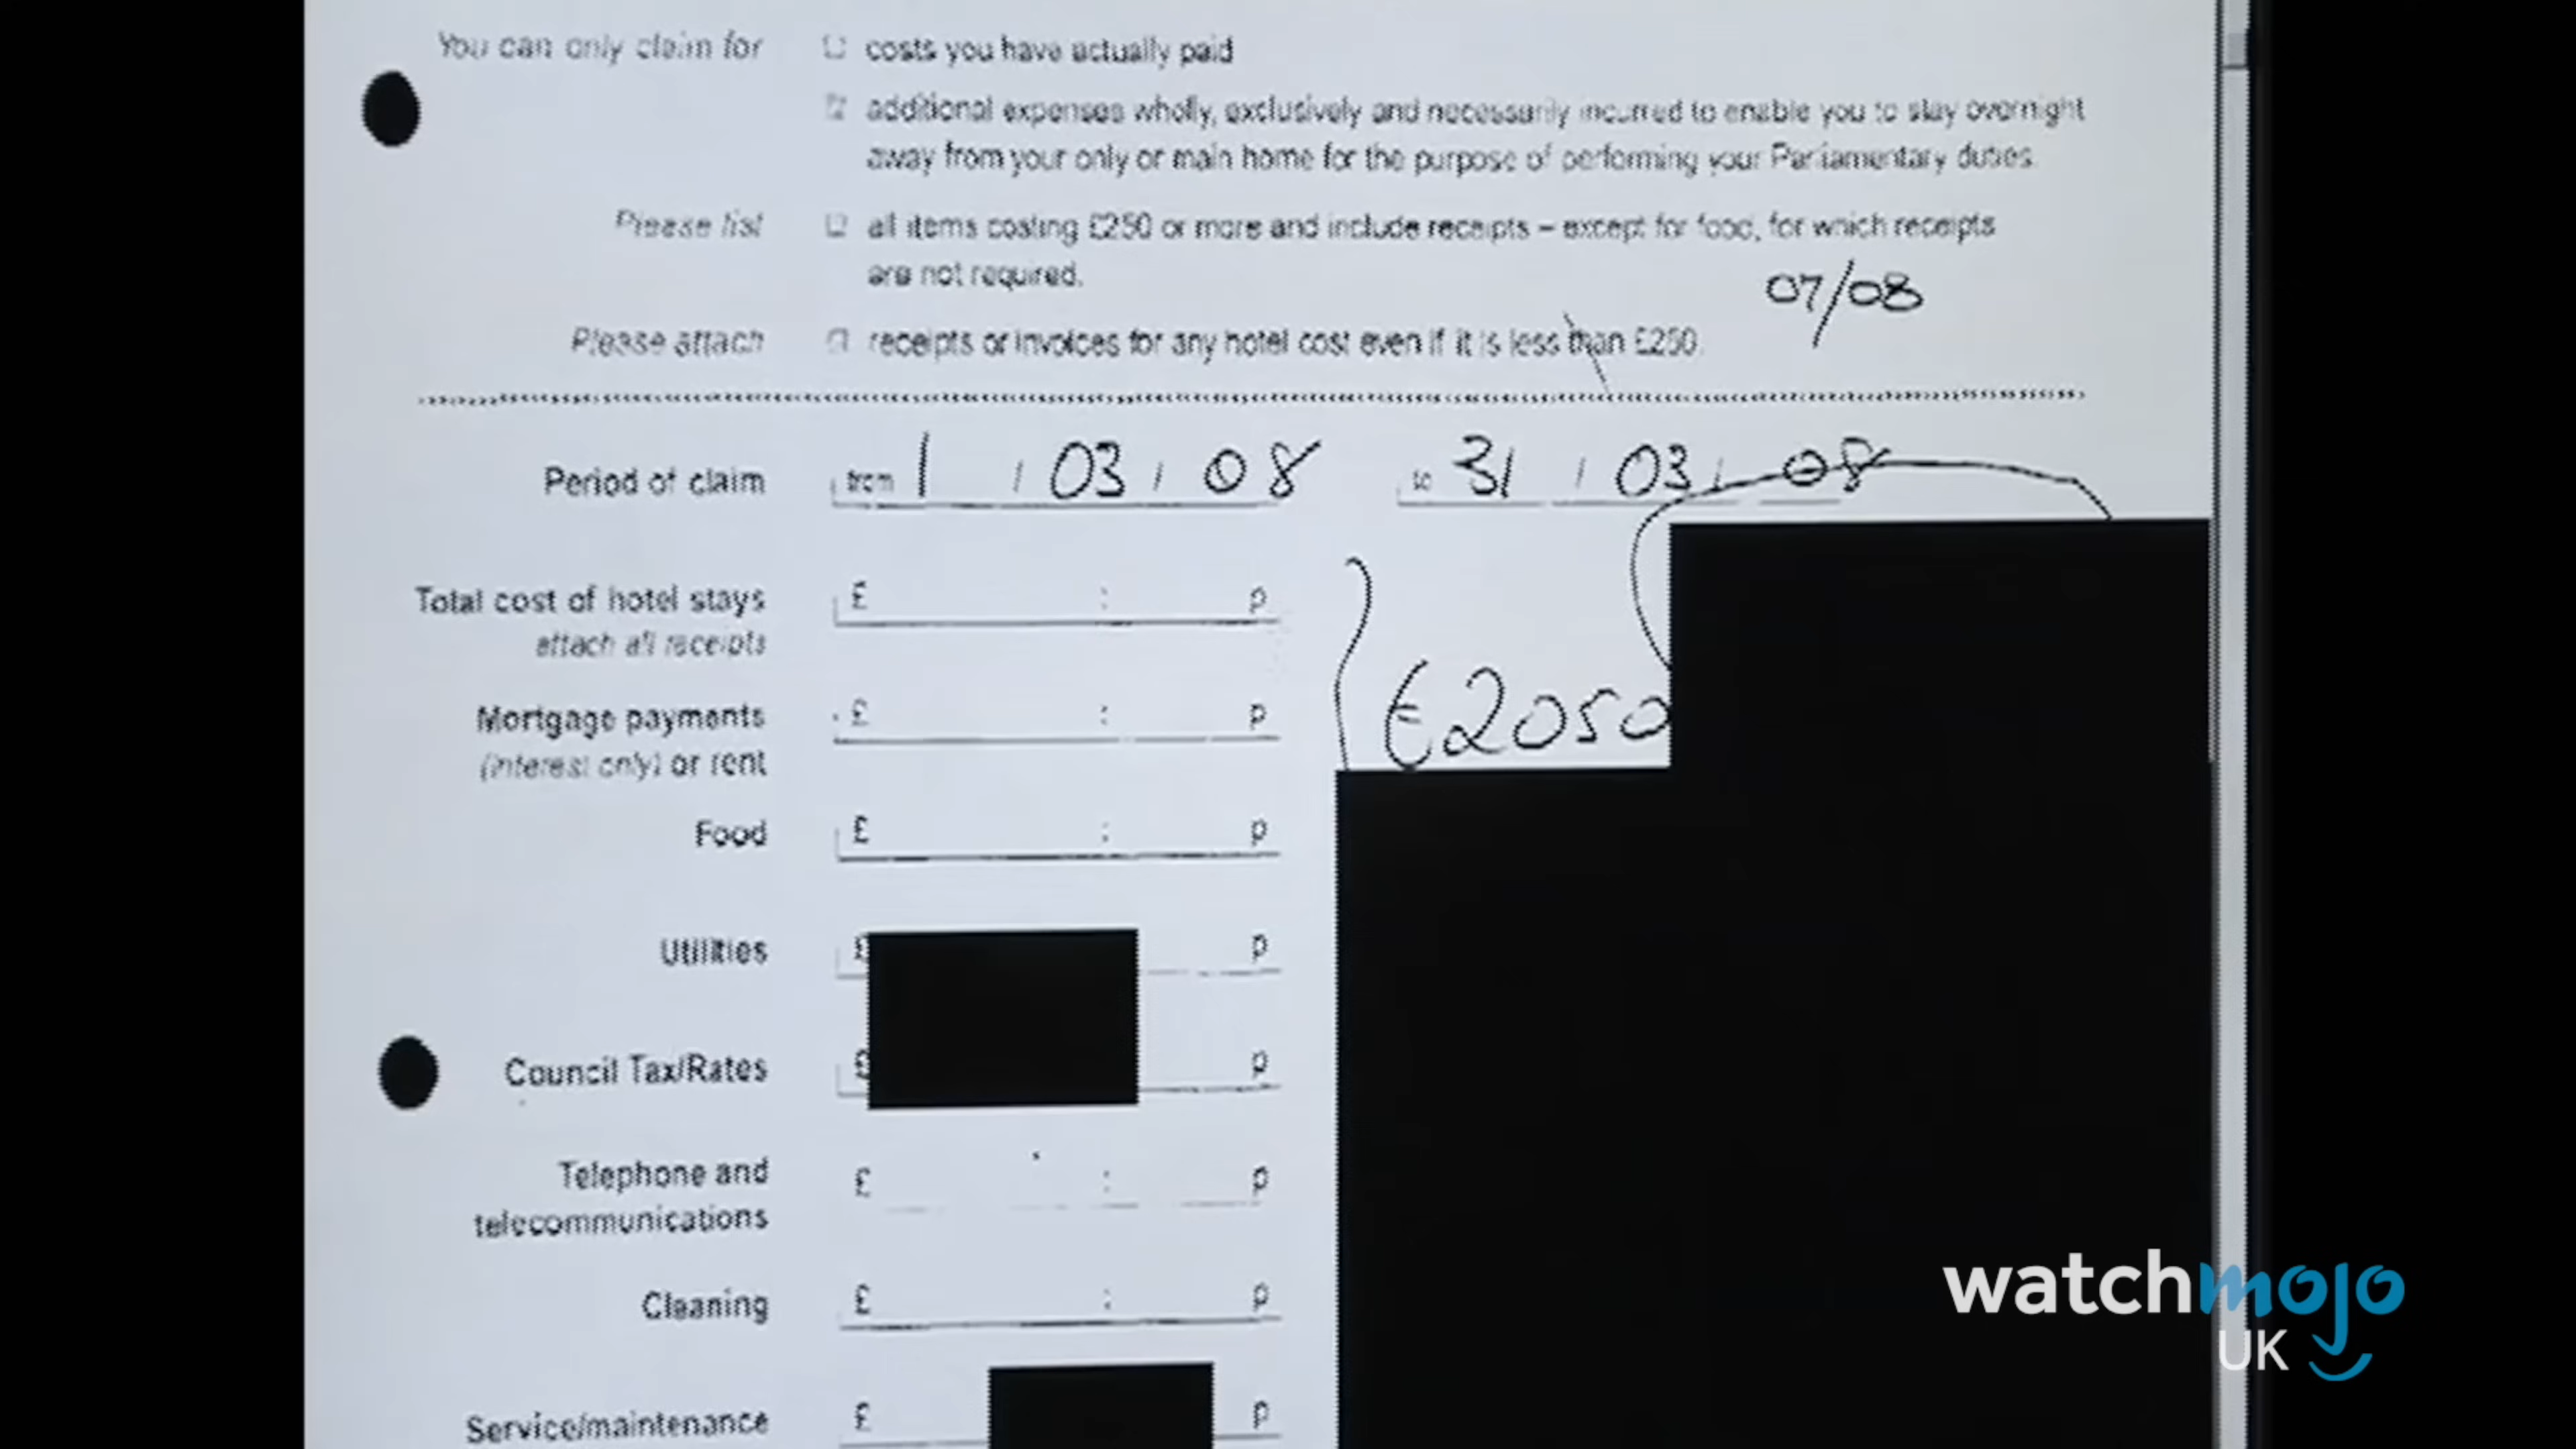 You can only claim for costs you have actually paid
additional expenses wholly, exclusively and necessarily incurred to enable you to stay overnight
away from your only or main home for the purpose of performing your Parliamentary duties.
Please list all items costing £250 or more and include receipts – except for food, for which receipts
are not required.
07/08
Please attach receipts or invoices for any hotel cost even if it is less than £250.
Period of claim from 1 / 03 / 08 to 31 / 03 / 08
Total cost of hotel stays £ : p
attach all receipts
Mortgage payments £ : p €2050
(interest only) or rent
Food £ : p
Utilities £ p
Council Tax/Rates £ p
Telephone and £ : p
telecommunications
Cleaning £ : p
Service/maintenance £ p
watchmojo
UK